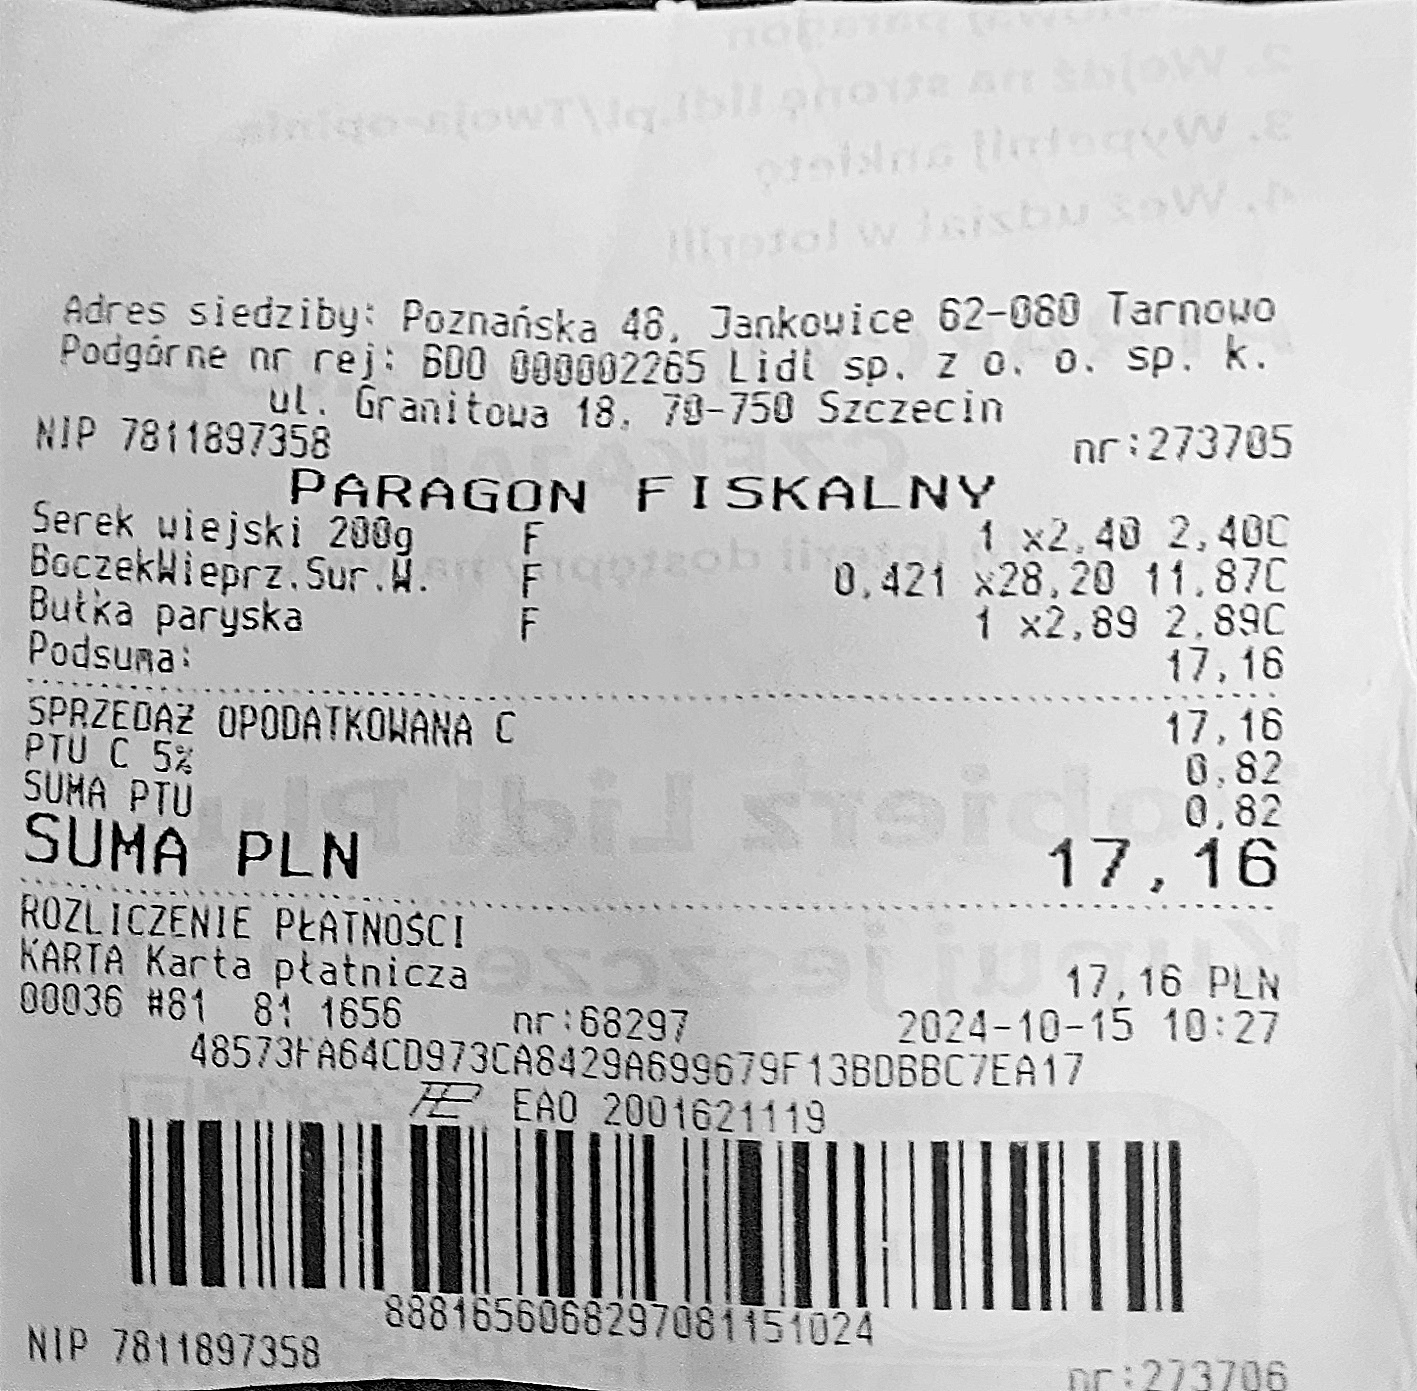 Adres siedziby: Poznańska 48, Jankowice 62-080 Tarnowo
Podgórne nr rej: BDO 000002265 Lidl sp. z o. o. sp. k.
ul. Granitowa 18, 70-750 Szczecin
NIP 7811897358 nr:273705
PARAGON FISKALNY
Serek wiejski 200g F 1 x2,40 2,40C
BoczekWieprz.Sur.W. F 0,421 x28,20 11,87C
Bułka paryska F 1 x2,89 2,89C
Podsuma: 17,16
SPRZEDAŻ OPODATKOWANA C 17,16
PTU C 5% 0,82
SUMA PTU 0,82
SUMA PLN 17,16
ROZLICZENIE PŁATNOŚCI
KARTA Karta płatnicza 17,16 PLN
00036 #81 81 1656 nr:68297 2024-10-15 10:27
48573FA64CD973CA8429A699679F13BDBBC7EA17
EAO 2001621119
8881656068297081151024
NIP 7811897358 nr:273706